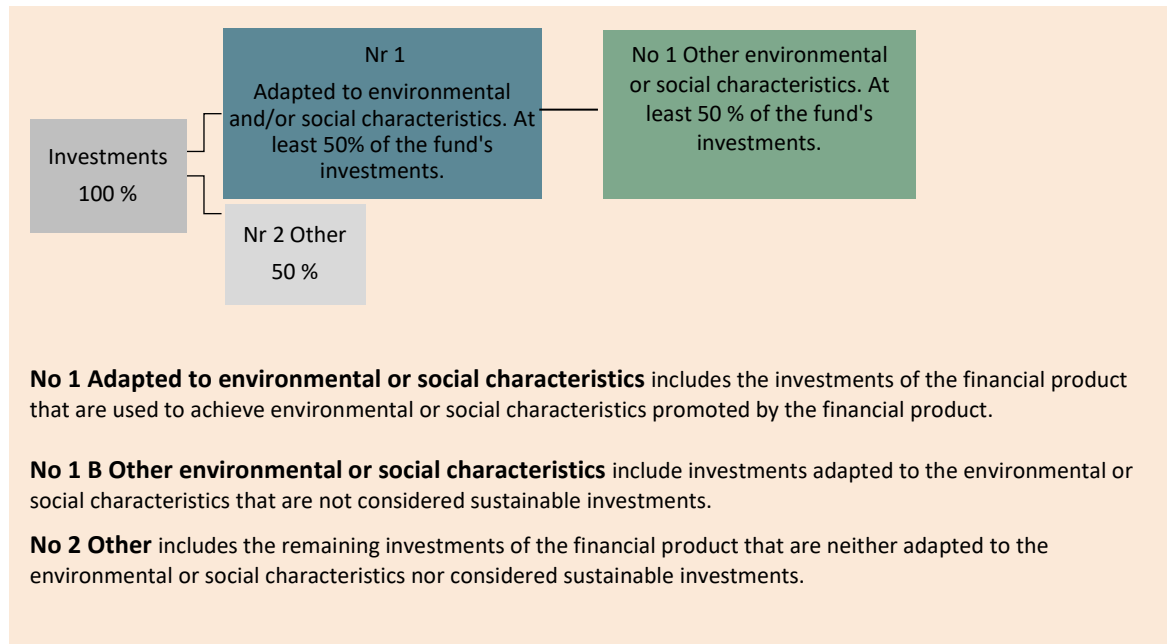 Nr 1
Adapted to environmental
and/or social characteristics. At
least 50% of the fund's
investments.
No 1 Other environmental
or social characteristics. At
least 50 % of the fund's
investments.
Investments
100 %
Nr 2 Other
50 %
No 1 Adapted to environmental or social characteristics includes the investments of the financial product
that are used to achieve environmental or social characteristics promoted by the financial product.
No 1 B Other environmental or social characteristics include investments adapted to the environmental or
social characteristics that are not considered sustainable investments.
No 2 Other includes the remaining investments of the financial product that are neither adapted to the
environmental or social characteristics nor considered sustainable investments.